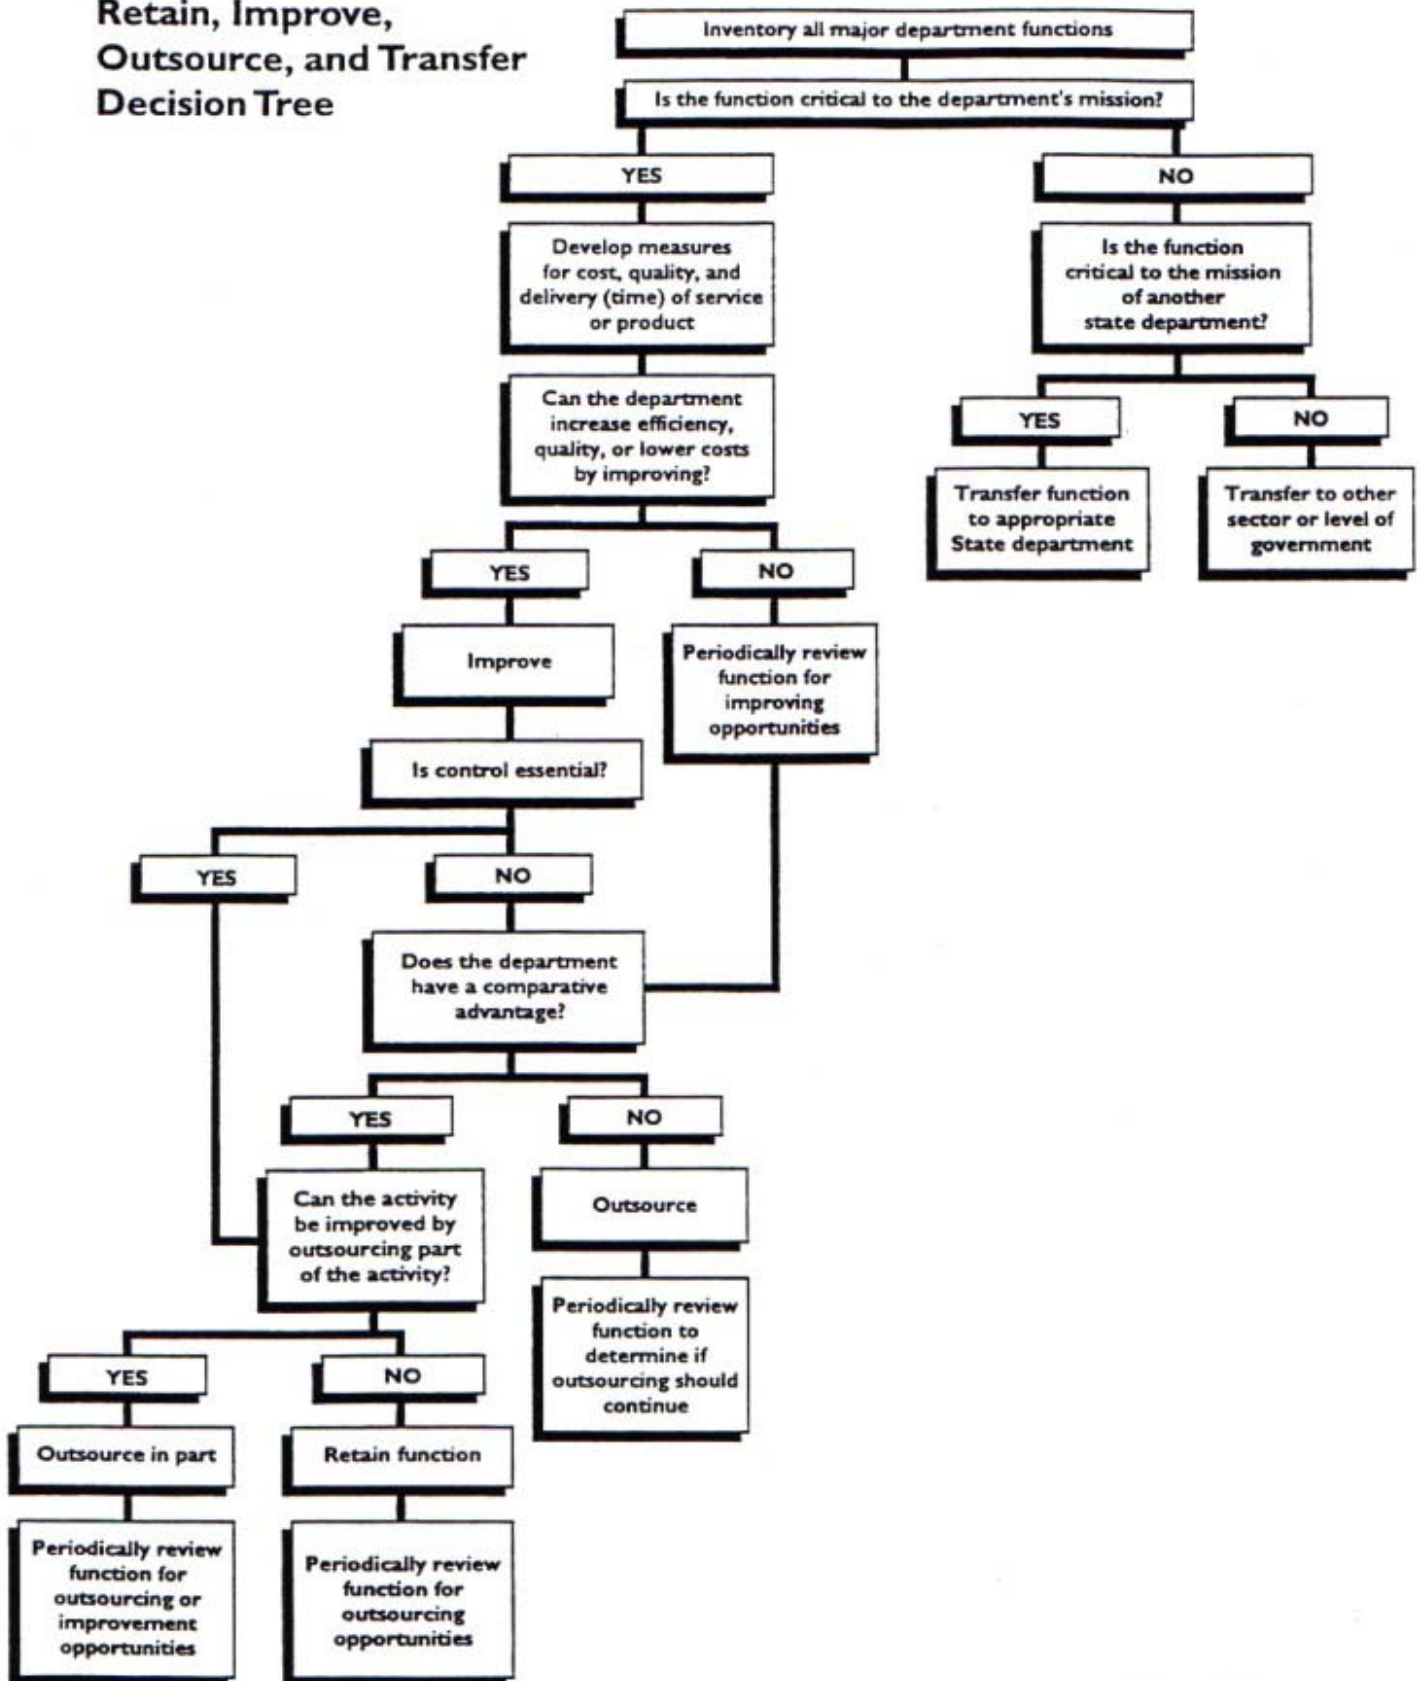 Retain, Improve,
Outsource, and Transfer
Decision Tree
Inventory all major department functions
Is the function critical to the department's mission?
YES
NO
Develop measures
for cost, quality, and
delivery (time) of service
or product
Is the function
critical to the mission
of another
state department?
Can the department
increase efficiency,
quality, or lower costs
by improving?
YES
NO
Transfer function
to appropriate
State department
Transfer to other
sector or level of
government
YES
NO
Improve
Periodically review
function for
improving
opportunities
Is control essential?
YES
NO
Does the department
have a comparative
advantage?
YES
NO
Can the activity
be improved by
outsourcing part
of the activity?
Outsource
Periodically review
function to
determine if
outsourcing should
continue
YES
NO
Outsource in part
Retain function
Periodically review
function for
outsourcing or
improvement
opportunities
Periodically review
function for
outsourcing
opportunities